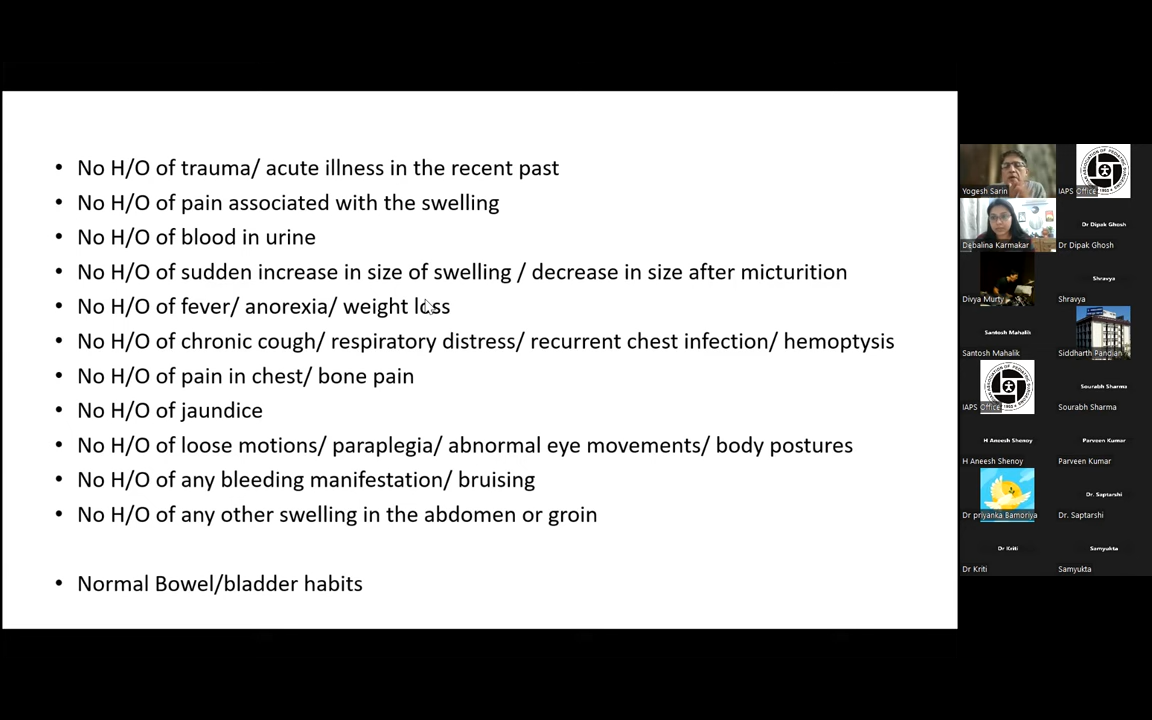 • No H/O of trauma/ acute illness in the recent past
• No H/O of pain associated with the swelling
• No H/O of blood in urine
• No H/O of sudden increase in size of swelling / decrease in size after micturition
• No H/O of fever/ anorexia/ weight loss
• No H/O of chronic cough/ respiratory distress/ recurrent chest infection/ hemoptysis
• No H/O of pain in chest/ bone pain
• No H/O of jaundice
• No H/O of loose motions/ paraplegia/ abnormal eye movements/ body postures
• No H/O of any bleeding manifestation/ bruising
• No H/O of any other swelling in the abdomen or groin
• Normal Bowel/bladder habits
Yogesh Sarin
IAPS Office
Debalina Karmakar
Dr Dipak Ghosh
Dr Dipak Ghosh
Divya Murty
Shravya
Shravya
Santosh Mahalik
Santosh Mahalik
Siddharth Pandian
IAPS Office
Sourabh Sharma
Sourabh Sharma
H Aneesh Shenoy
H Aneesh Shenoy
Parveen Kumar
Parveen Kumar
Dr priyanka Bamoriya
Dr. Saptarshi
Dr. Saptarshi
Dr Kriti
Dr Kriti
Samyukta
Samyukta